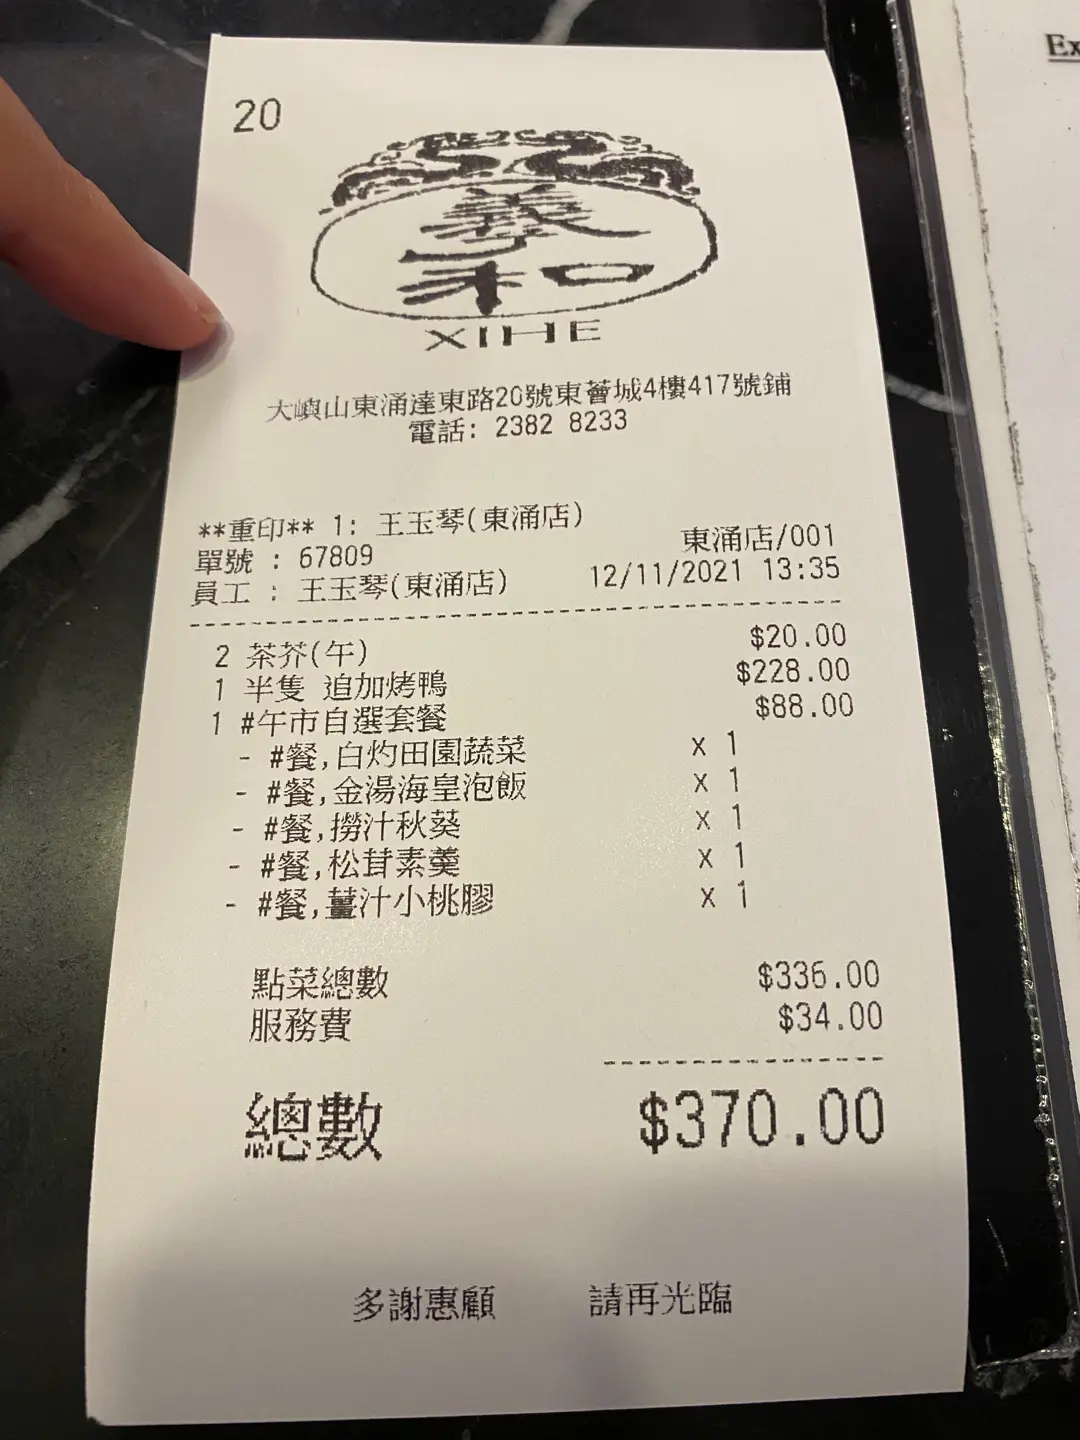 20
義和
XIHE
大嶼山東涌達東路20號東薈城4樓417號鋪
電話: 2382 8233
**重印** 1: 王玉琴(東涌店)
單號 : 67809 東涌店/001
員工 : 王玉琴(東涌店) 12/11/2021 13:35
2 茶芥(午) $20.00
1 半隻 追加烤鴨 $228.00
1 #午市自選套餐 $88.00
- #餐,白灼田園蔬菜 x 1
- #餐,金湯海皇泡飯 x 1
- #餐,撈汁秋葵 x 1
- #餐,松茸素羹 x 1
- #餐,薑汁小桃膠 x 1
點菜總數 $336.00
服務費 $34.00
總數 $370.00
多謝惠顧 請再光臨
Ex